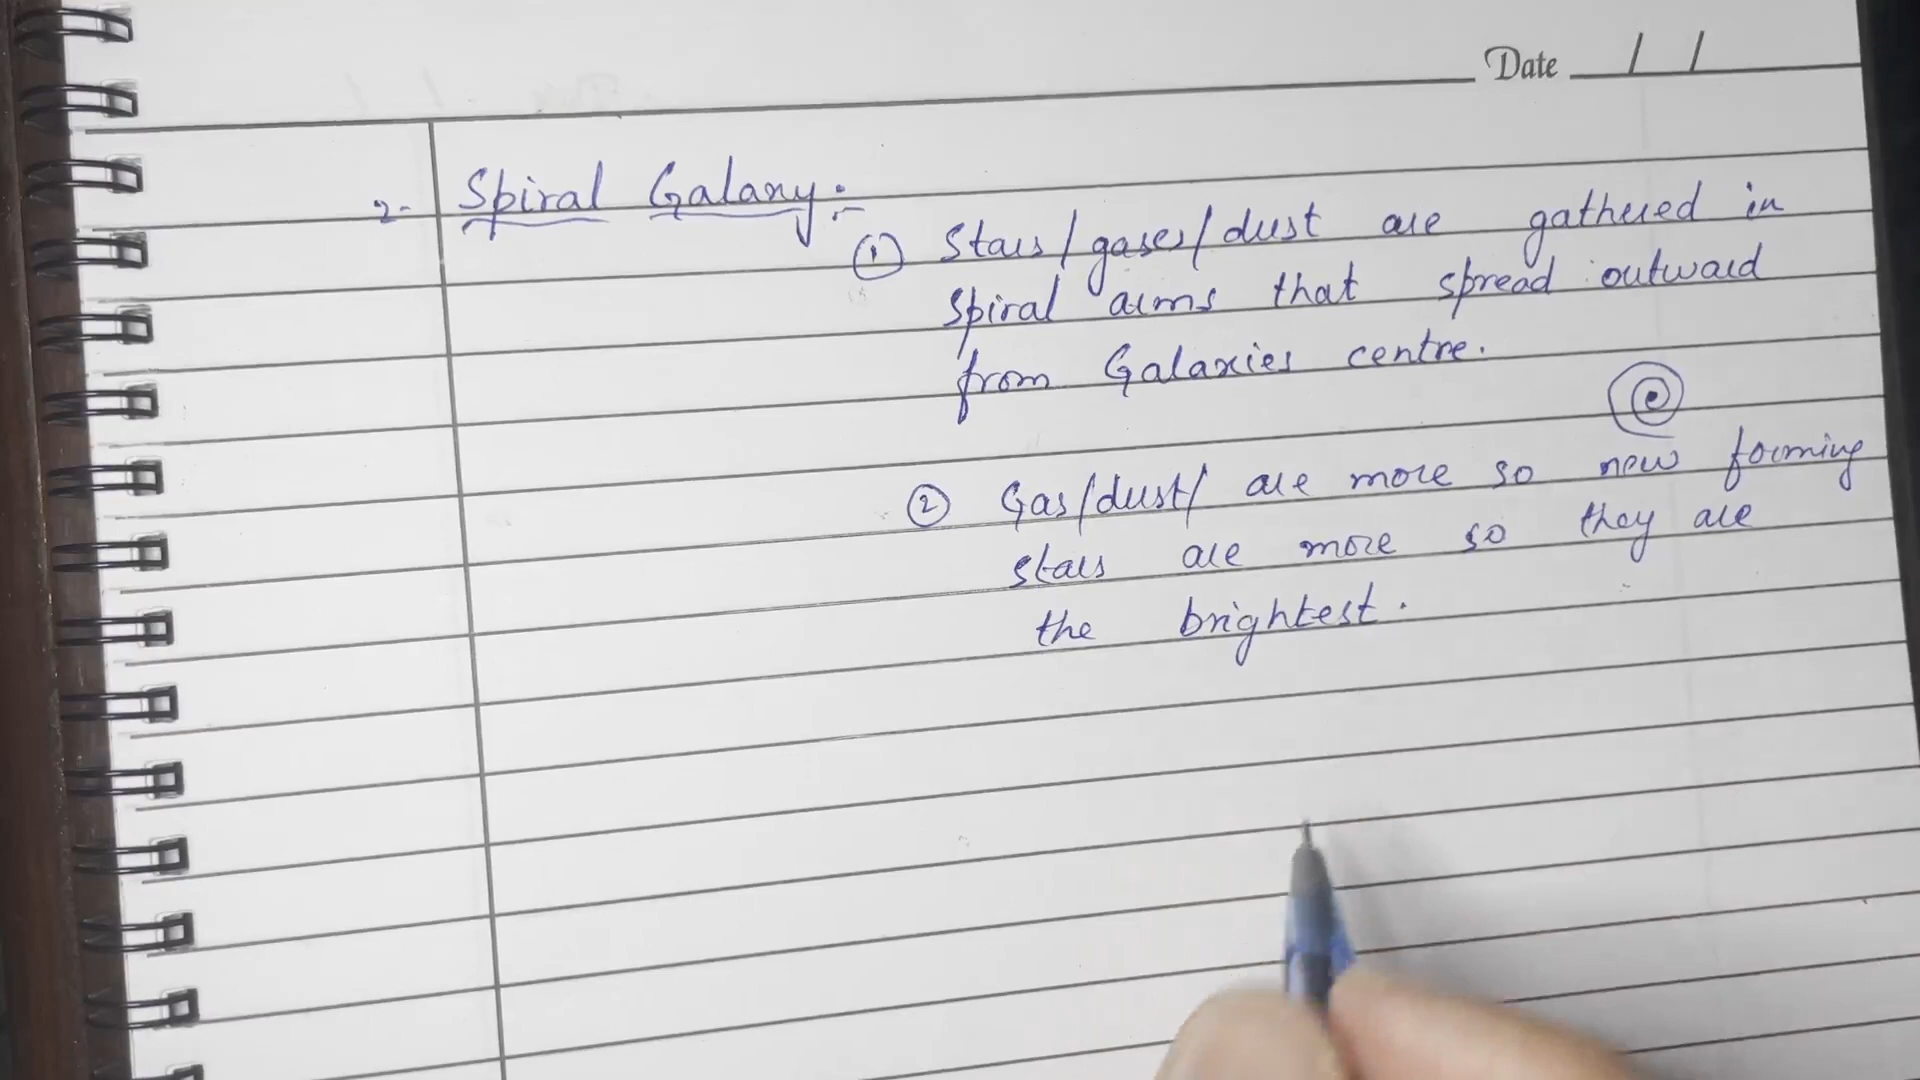 Date / /
2- Spiral Galaxy:-
① Stars/gases/dust are gathered in
spiral arms that spread outward
from Galaxies centre.
② Gas/dust/ are more so new forming
stars are more so they are
the brightest.